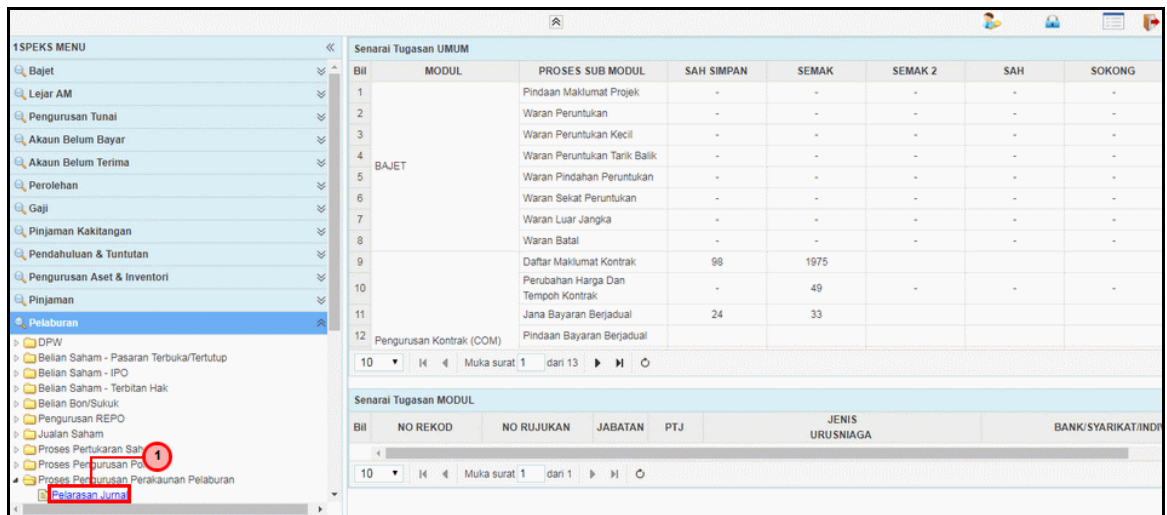 1SPEKS MENU
Bajet
Lejar AM
Pengurusan Tunai
Akaun Belum Bayar
Akaun Belum Terima
Perolehan
Gaji
Pinjaman Kakitangan
Pendahuluan & Tuntutan
Pengurusan Aset & Inventori
Pinjaman
Pelaburan
DPW
Belian Saham - Pasaran Terbuka/Tertutup
Belian Saham - IPO
Belian Saham - Terbitan Hak
Belian Bon/Sukuk
Pengurusan REPO
Jualan Saham
Proses Pertukaran
Proses Pengurusan
1
Proses Pengurusan Perakaunan Pelaburan
Pelarasan Jurnal
Senarai Tugasan UMUM
Bil MODUL PROSES SUB MODUL SAH SIMPAN SEMAK SEMAK 2 SAH SOKONG
1 Pindaan Maklumat Projek - - - - -
2 Waran Peruntukan - - - - -
3 Waran Peruntukan Kecil - - - - -
4 BAJET Waran Peruntukan Tarik Balik - - - - -
5 Waran Pindahan Peruntukan - - - - -
6 Waran Sekat Peruntukan - - - - -
7 Waran Luar Jangka - - - - -
8 Waran Batal - - - - -
9 Daftar Maklumat Kontrak 98 1975
10 Perubahan Harga Dan
Tempoh Kontrak - 49 - - -
11 Jana Bayaran Berjadual 24 33
12 Pengurusan Kontrak (COM) Pindaan Bayaran Berjadual
10 Muka surat 1 dari 13
Senarai Tugasan MODUL
Bil NO REKOD NO RUJUKAN JABATAN PTJ JENIS
URUSNIAGA BANK/SYARIKAT/INDIV
10 Muka surat 1 dari 1